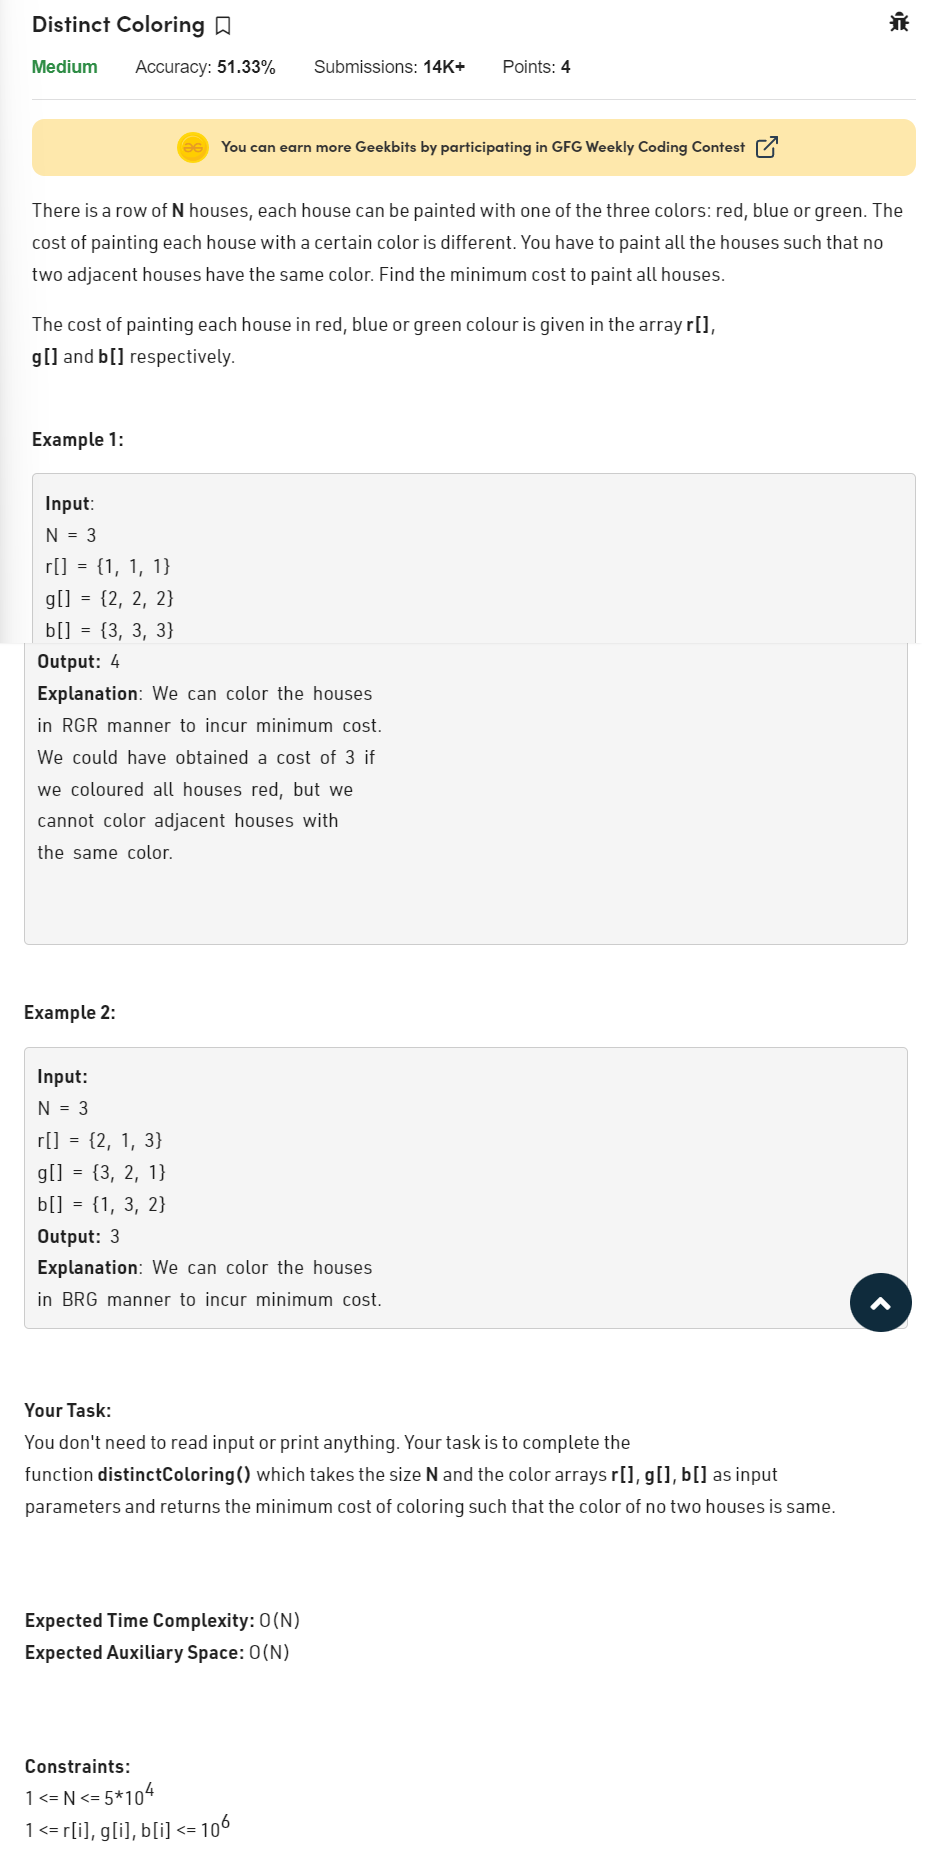 Distinct Coloring
Medium Accuracy: 51.33% Submissions: 14K+ Points: 4
You can earn more Geekbits by participating in GFG Weekly Coding Contest
There is a row of N houses, each house can be painted with one of the three colors: red, blue or green. The
cost of painting each house with a certain color is different. You have to paint all the houses such that no
two adjacent houses have the same color. Find the minimum cost to paint all houses.
The cost of painting each house in red, blue or green colour is given in the array r[],
g[] and b[] respectively.
Example 1:
Input:
N = 3
r[] = {1, 1, 1}
g[] = {2, 2, 2}
b[] = {3, 3, 3}
Output: 4
Explanation: We can color the houses
in RGR manner to incur minimum cost.
We could have obtained a cost of 3 if
we coloured all houses red, but we
cannot color adjacent houses with
the same color.
Example 2:
Input:
N = 3
r[] = {2, 1, 3}
g[] = {3, 2, 1}
b[] = {1, 3, 2}
Output: 3
Explanation: We can color the houses
in BRG manner to incur minimum cost.
Your Task:
You don't need to read input or print anything. Your task is to complete the
function distinctColoring() which takes the size N and the color arrays r[], g[], b[] as input
parameters and returns the minimum cost of coloring such that the color of no two houses is same.
Expected Time Complexity: O(N)
Expected Auxiliary Space: O(N)
Constraints:
1 <= N <= 5*10⁴
1 <= r[i], g[i], b[i] <= 10⁶